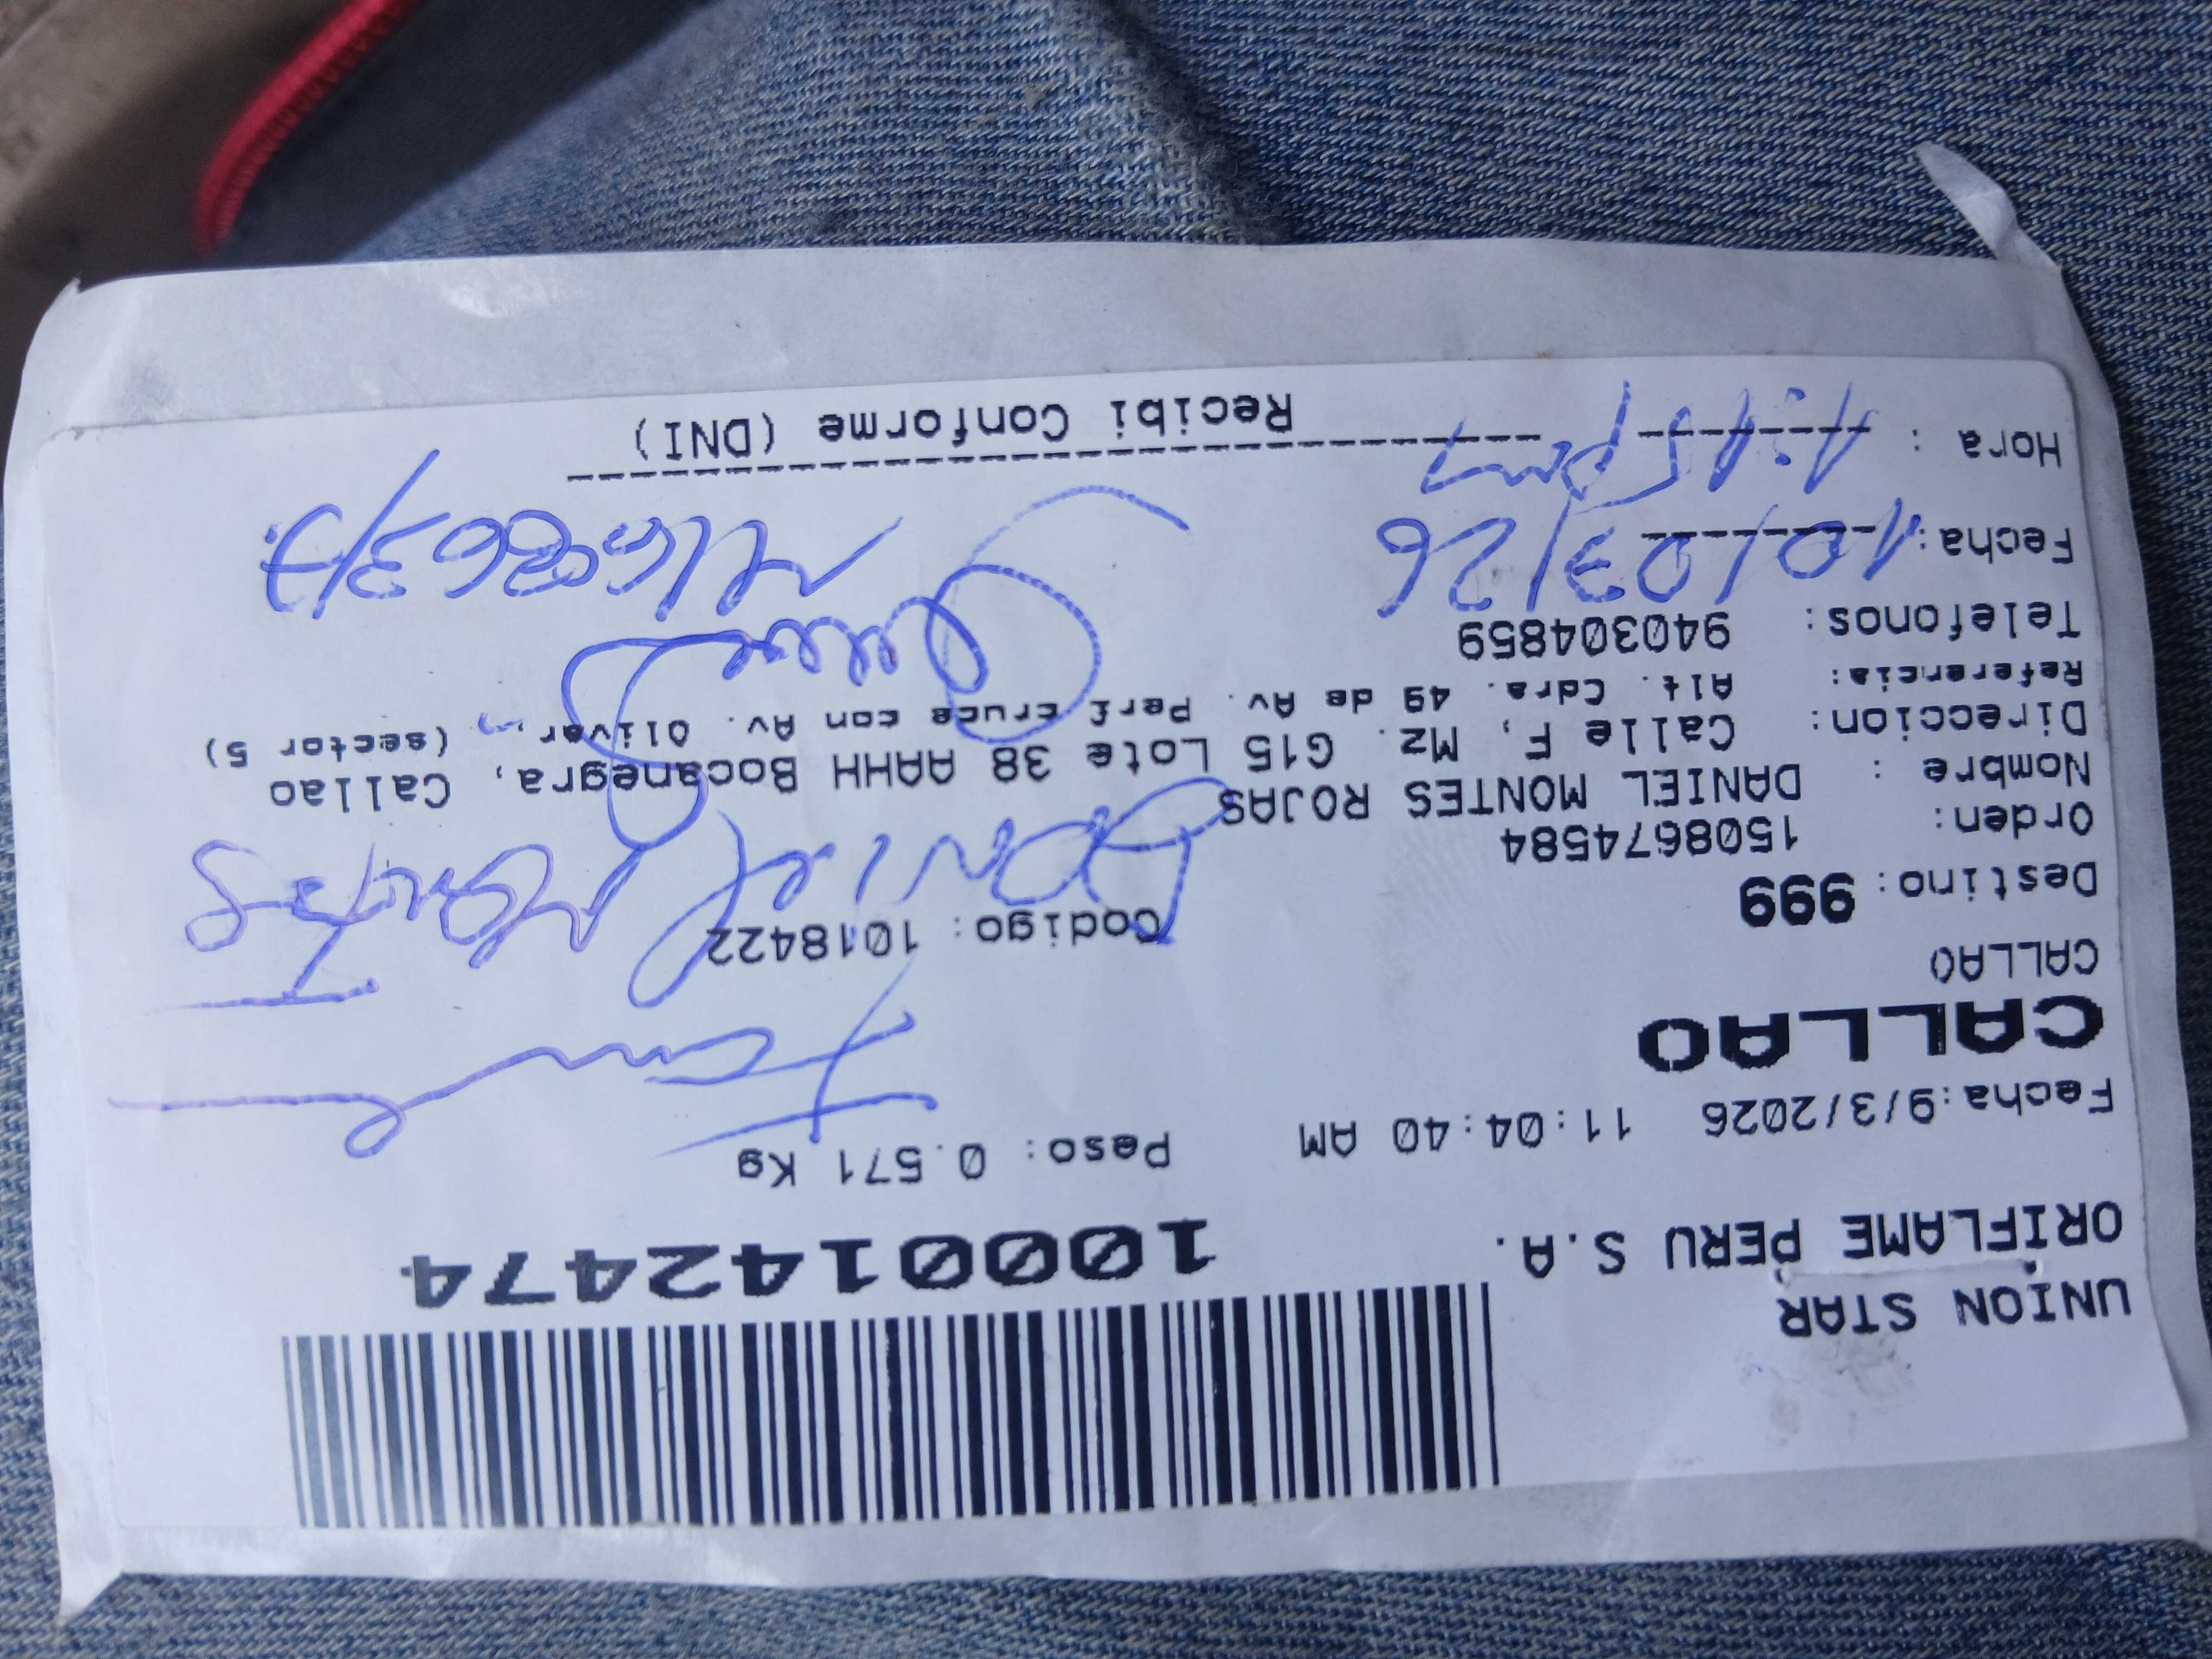 UNION STAR
ORIFLAME PERU S.A.
1000142474
Fecha:9/3/2026 11:04:40 AM Peso: 0.571 Kg
CALLAO
CALLAO
Destino: 999 Codigo: 1018422
Orden: 1508674584
DANIEL MONTES
Nombre : DANIEL MONTES ROJAS
Direccion: Calle F, Mz. G15 Lote 38 AAHH Bocanegra, Callao
Referencia: Alt. Cdra. 49 de Av. Perú cruce con Av. Olivar, (sector 5)
Telefonos: 940304859
Fecha: 10/03/26
Hora : 1:15 pm
Recibi Conforme (DNI)